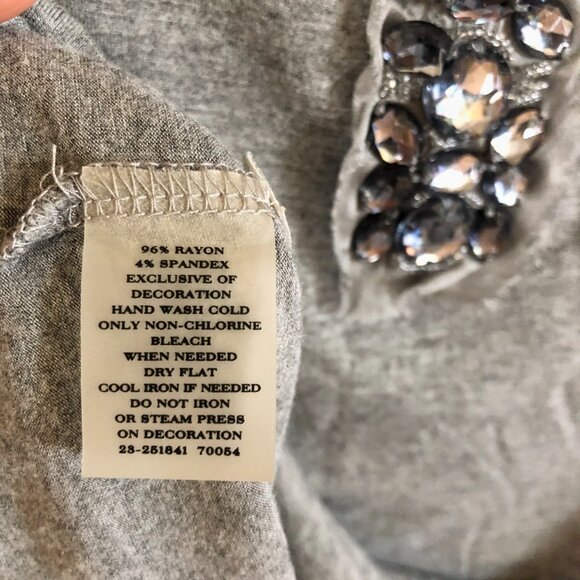 96% RAYON
4% SPANDEX
EXCLUSIVE OF
DECORATION
HAND WASH COLD
ONLY NON-CHLORINE
BLEACH
WHEN NEEDED
DRY FLAT
COOL IRON IF NEEDED
DO NOT IRON
OR STEAM PRESS
ON DECORATION
23-251841 70054